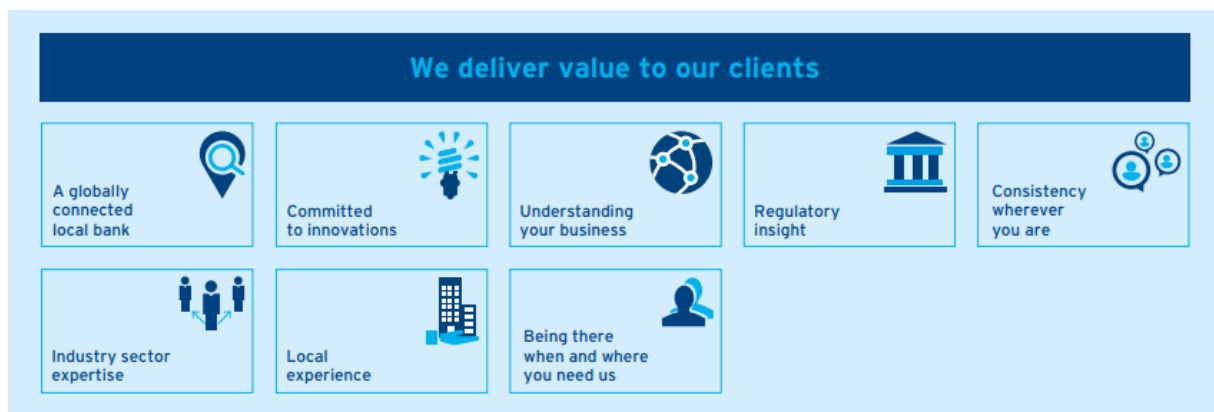 We deliver value to our clients
A globally
connected
local bank
Committed
to innovations
Understanding
your business
Regulatory
insight
Consistency
wherever
you are
Industry sector
expertise
Local
experience
Being there
when and where
you need us